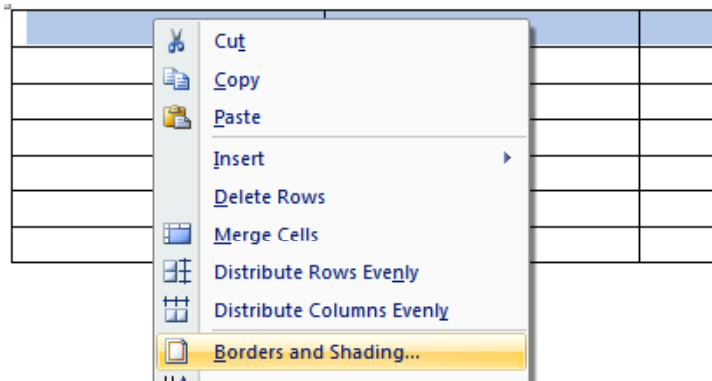 Cut
Copy
Paste
Insert
Delete Rows
Merge Cells
Distribute Rows Evenly
Distribute Columns Evenly
Borders and Shading...